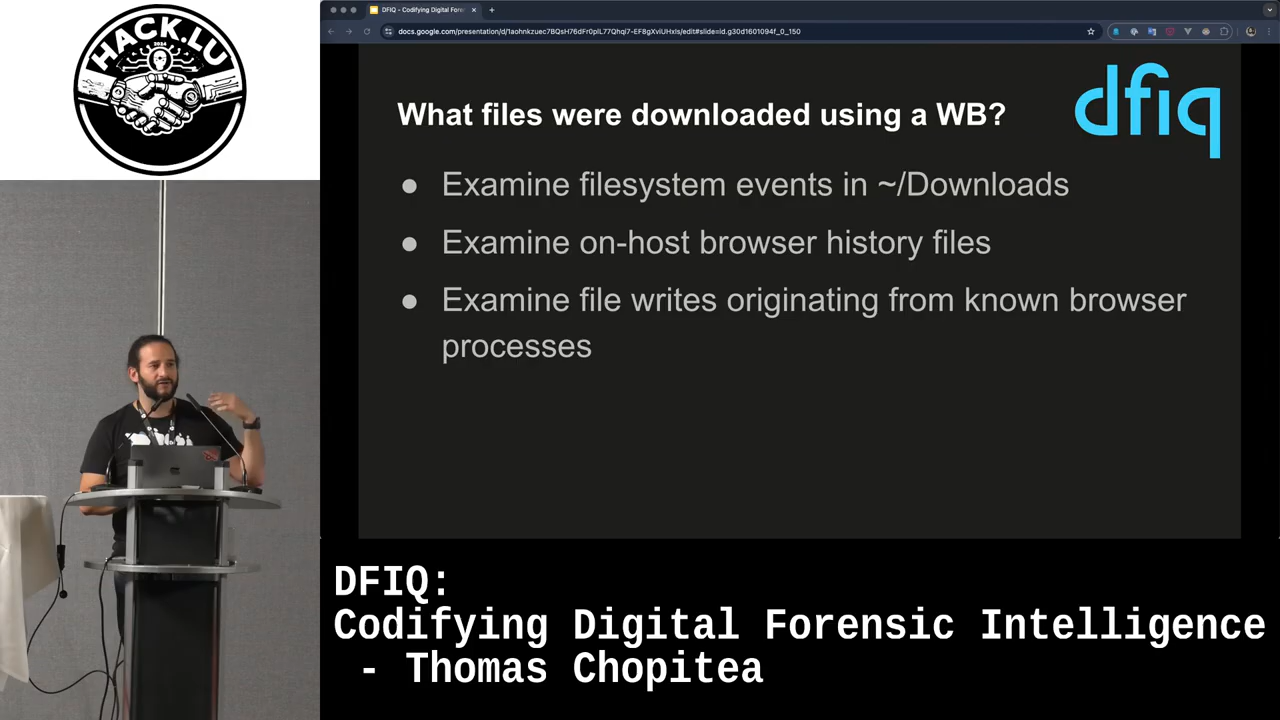 HACK.LU
2024
DFIQ - Codifying Digital Foren
docs.google.com/presentation/d/1aohnkzuec7BQsH76dFr0plL77Qhql7-EF8gXviUHxis/edit#slide=id.g30d1601094f_0_150
dfiq
What files were downloaded using a WB?
● Examine filesystem events in ~/Downloads
● Examine on-host browser history files
● Examine file writes originating from known browser
processes
DFIQ:
Codifying Digital Forensic Intelligence
- Thomas Chopitea